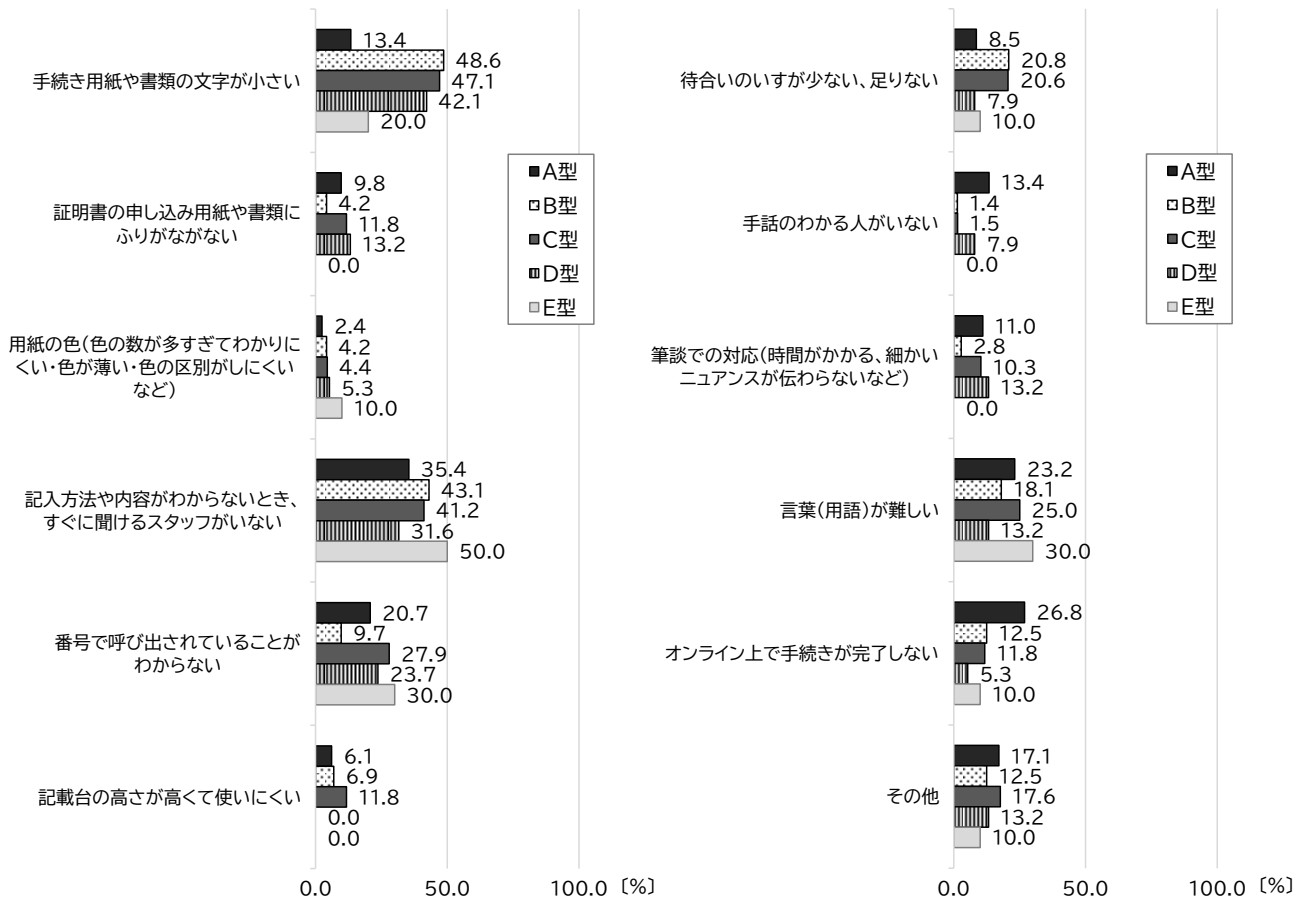 手続き用紙や書類の文字が小さい
13.4
48.6
47.1
42.1
20.0
証明書の申し込み用紙や書類に
ふりがながない
9.8
4.2
11.8
13.2
0.0
用紙の色(色の数が多すぎてわかりに
くい・色が薄い・色の区別がしにくい
など)
2.4
4.2
4.4
5.3
10.0
記入方法や内容がわからないとき、
すぐに聞けるスタッフがいない
35.4
43.1
41.2
31.6
50.0
番号で呼び出されていることが
わからない
20.7
9.7
27.9
23.7
30.0
記載台の高さが高くて使いにくい
6.1
6.9
11.8
0.0
0.0
0.0 50.0 100.0 〔%〕
A型
B型
C型
D型
E型
待合いのいすが少ない、足りない
8.5
20.8
20.6
7.9
10.0
手話のわかる人がいない
13.4
1.4
1.5
7.9
0.0
筆談での対応(時間がかかる、細かい
ニュアンスが伝わらないなど)
11.0
2.8
10.3
13.2
0.0
言葉(用語)が難しい
23.2
18.1
25.0
13.2
30.0
オンライン上で手続きが完了しない
26.8
12.5
11.8
5.3
10.0
その他
17.1
12.5
17.6
13.2
10.0
0.0 50.0 100.0 〔%〕
A型
B型
C型
D型
E型